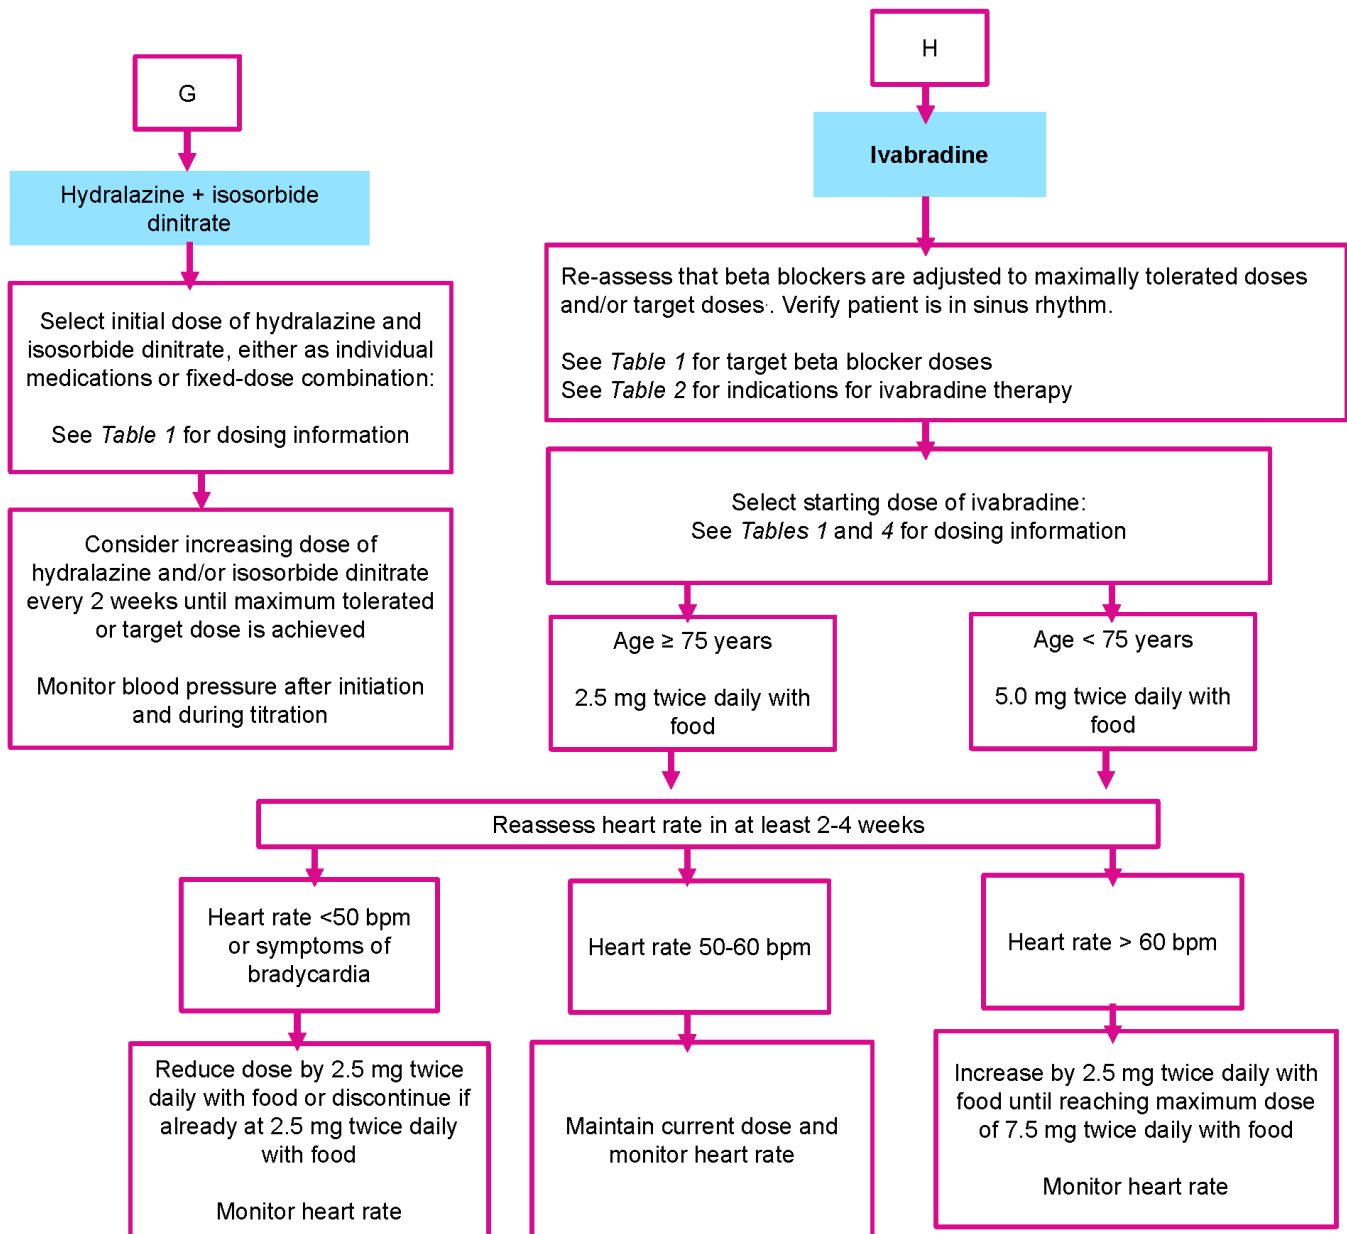 G
Hydralazine + isosorbide
dinitrate
Select initial dose of hydralazine and
isosorbide dinitrate, either as individual
medications or fixed-dose combination:
See Table 1 for dosing information
Consider increasing dose of
hydralazine and/or isosorbide dinitrate
every 2 weeks until maximum tolerated
or target dose is achieved
Monitor blood pressure after initiation
and during titration
H
Ivabradine
Re-assess that beta blockers are adjusted to maximally tolerated doses
and/or target doses. Verify patient is in sinus rhythm.
See Table 1 for target beta blocker doses
See Table 2 for indications for ivabradine therapy
Select starting dose of ivabradine:
See Tables 1 and 4 for dosing information
Age ≥ 75 years
2.5 mg twice daily with
food
Age < 75 years
5.0 mg twice daily with
food
Reassess heart rate in at least 2-4 weeks
Heart rate <50 bpm
or symptoms of
bradycardia
Reduce dose by 2.5 mg twice
daily with food or discontinue if
already at 2.5 mg twice daily
with food
Monitor heart rate
Heart rate 50-60 bpm
Maintain current dose and
monitor heart rate
Heart rate > 60 bpm
Increase by 2.5 mg twice daily with
food until reaching maximum dose
of 7.5 mg twice daily with food
Monitor heart rate